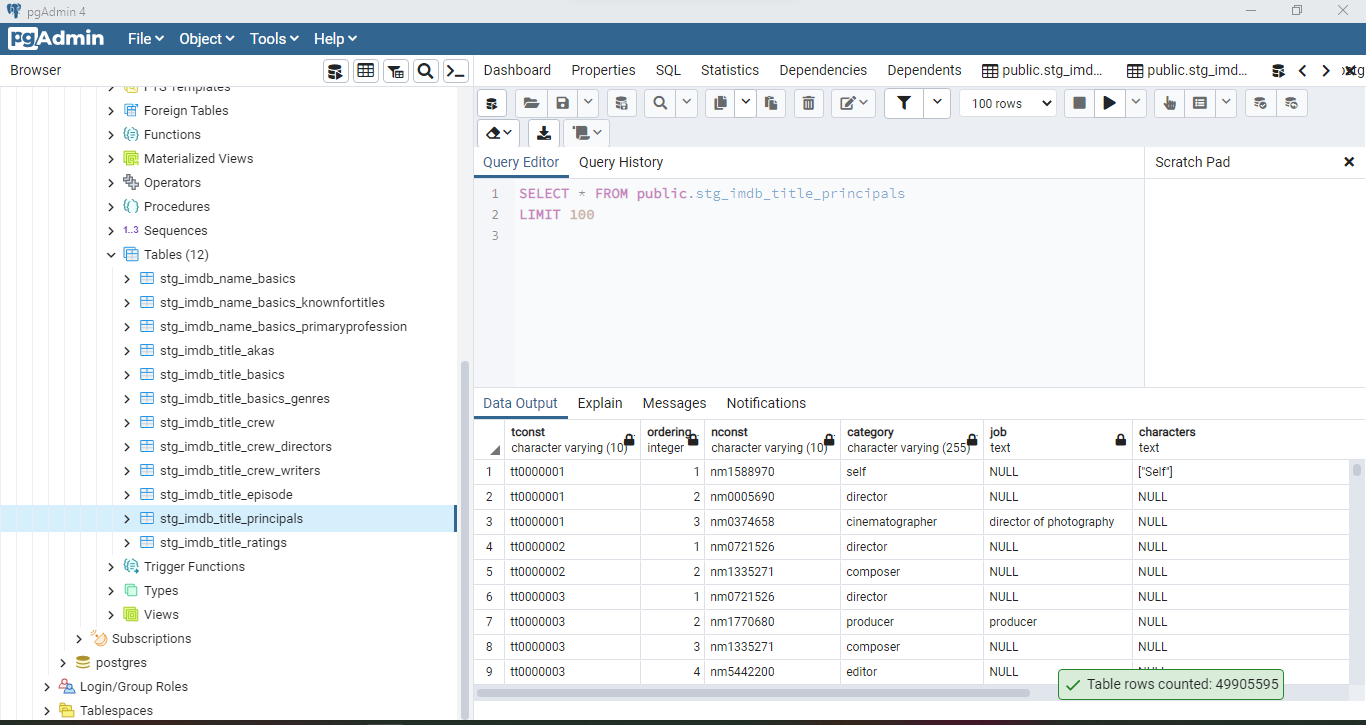 pgAdmin 4
pgAdmin File Object Tools Help
Browser
Dashboard Properties SQL Statistics Dependencies Dependents public.stg_imd... public.stg_imd...
FTS Templates
Foreign Tables
Functions
Materialized Views
Operators
Procedures
1..3 Sequences
Tables (12)
stg_imdb_name_basics
stg_imdb_name_basics_knownfortitles
stg_imdb_name_basics_primaryprofession
stg_imdb_title_akas
stg_imdb_title_basics
stg_imdb_title_basics_genres
stg_imdb_title_crew
stg_imdb_title_crew_directors
stg_imdb_title_crew_writers
stg_imdb_title_episode
stg_imdb_title_principals
stg_imdb_title_ratings
Trigger Functions
Types
Views
Subscriptions
postgres
Login/Group Roles
Tablespaces
100 rows
Query Editor Query History
Scratch Pad
1 SELECT * FROM public.stg_imdb_title_principals
2 LIMIT 100
3
Data Output Explain Messages Notifications
tconst ordering nconst category job characters
character varying (10) integer character varying (10) character varying (255) text text
1 tt0000001 1 nm1588970 self NULL ["Self"]
2 tt0000001 2 nm0005690 director NULL NULL
3 tt0000001 3 nm0374658 cinematographer director of photography NULL
4 tt0000002 1 nm0721526 director NULL NULL
5 tt0000002 2 nm1335271 composer NULL NULL
6 tt0000003 1 nm0721526 director NULL NULL
7 tt0000003 2 nm1770680 producer producer NULL
8 tt0000003 3 nm1335271 composer NULL NULL
9 tt0000003 4 nm5442200 editor NULL NULL
Table rows counted: 49905595